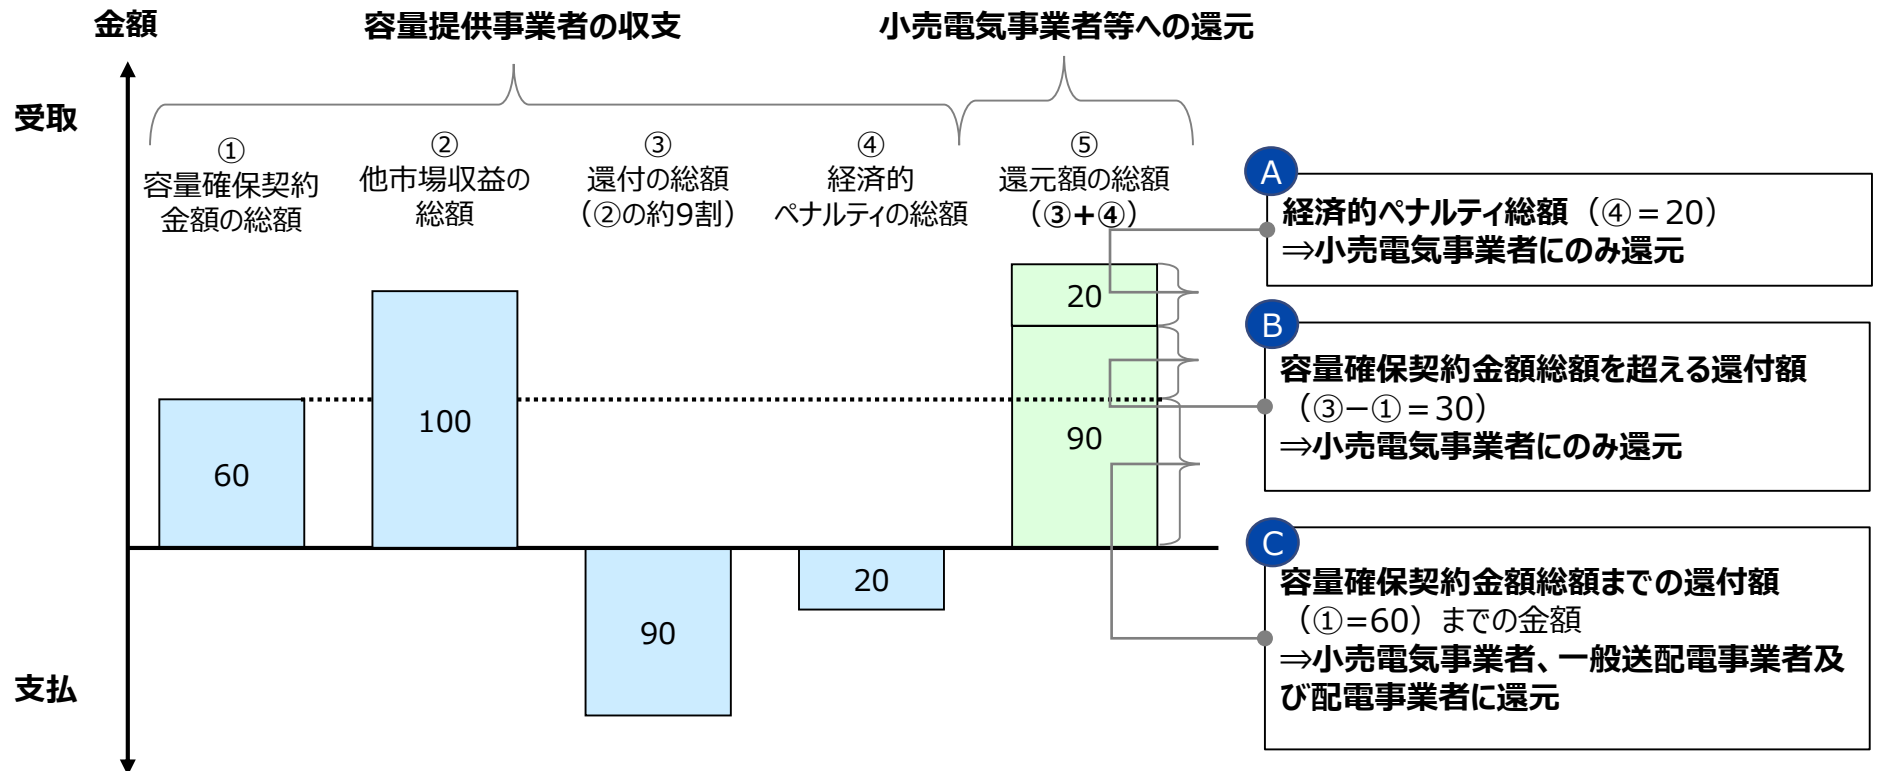 金額
容量提供事業者の収支
小売電気事業者等への還元
受取
①
容量確保契約
金額の総額
②
他市場収益の
総額
③
還付の総額
（②の約9割）
④
経済的
ペナルティの総額
⑤
還元額の総額
（③+④）
60
100
90
20
20
90
支払
A
経済的ペナルティ総額（④＝20）
⇒小売電気事業者にのみ還元
B
容量確保契約金額総額を超える還付額
（③−①＝30）
⇒小売電気事業者にのみ還元
C
容量確保契約金額総額までの還付額
（①=60）までの金額
⇒小売電気事業者、一般送配電事業者及
び配電事業者に還元